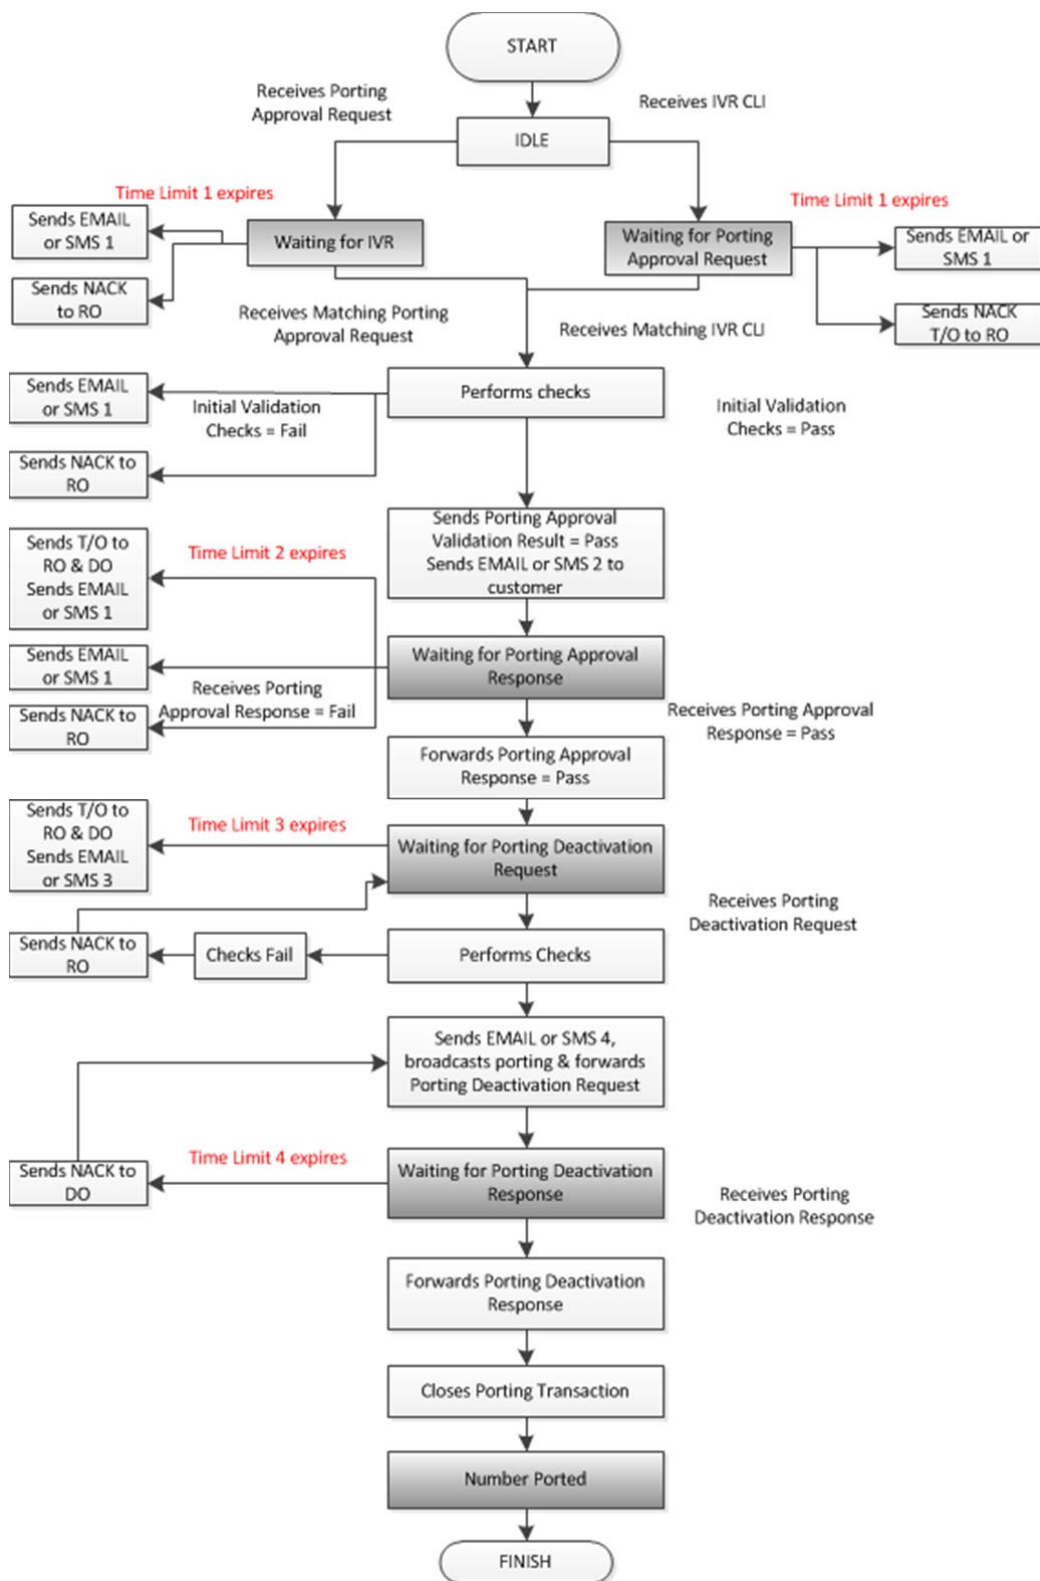 START
Receives Porting
Approval Request
Receives IVR CLI
IDLE
Time Limit 1 expires
Time Limit 1 expires
Sends EMAIL
or SMS 1
Waiting for IVR
Waiting for Porting
Approval Request
Sends EMAIL or
SMS 1
Sends NACK
to RO
Receives Matching Porting
Approval Request
Receives Matching IVR CLI
Sends NACK
T/O to RO
Sends EMAIL
or SMS 1
Initial Validation
Checks = Fail
Performs checks
Initial Validation
Checks = Pass
Sends NACK to
RO
Sends Porting Approval
Validation Result = Pass
Sends EMAIL or SMS 2 to
customer
Sends T/O to
RO & DO
Sends EMAIL
or SMS 1
Time Limit 2 expires
Waiting for Porting Approval
Response
Sends EMAIL
or SMS 1
Receives Porting
Approval Response = Fail
Receives Porting Approval
Response = Pass
Sends NACK to
RO
Forwards Porting Approval
Response = Pass
Sends T/O to
RO & DO
Sends EMAIL
or SMS 3
Time Limit 3 expires
Waiting for Porting Deactivation
Request
Receives Porting
Deactivation Request
Sends NACK to
RO
Checks Fail
Performs Checks
Sends EMAIL or SMS 4,
broadcasts porting & forwards
Porting Deactivation Request
Sends NACK to
DO
Time Limit 4 expires
Waiting for Porting Deactivation
Response
Receives Porting
Deactivation Response
Forwards Porting Deactivation
Response
Closes Porting Transaction
Number Ported
FINISH